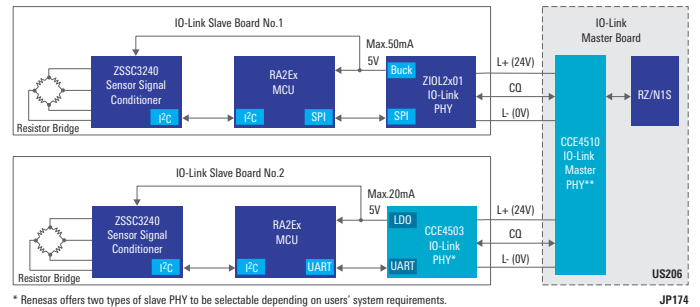 IO-Link Slave Board No.1
ZSSC3240
Sensor Signal
Conditioner
I²C
Resistor Bridge
RA2Ex
MCU
I²C
SPI
Max.50mA
5V
Buck
ZIOL2x01
IO-Link
PHY
SPI
L+ (24V)
CQ
L- (0V)
IO-Link
Master Board
CCE4510
IO-Link
Master
PHY**
RZ/N1S
US206
IO-Link Slave Board No.2
ZSSC3240
Sensor Signal
Conditioner
I²C
Resistor Bridge
RA2Ex
MCU
I²C
UART
Max.20mA
5V
LDO
CCE4503
IO-Link
PHY*
UART
L+ (24V)
CQ
L- (0V)
* Renesas offers two types of slave PHY to be selectable depending on users' system requirements.
JP174